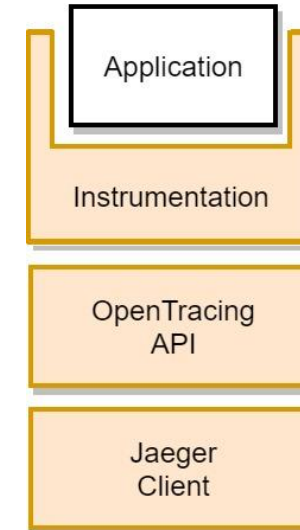 Application
Instrumentation
OpenTracing
API
Jaeger
Client